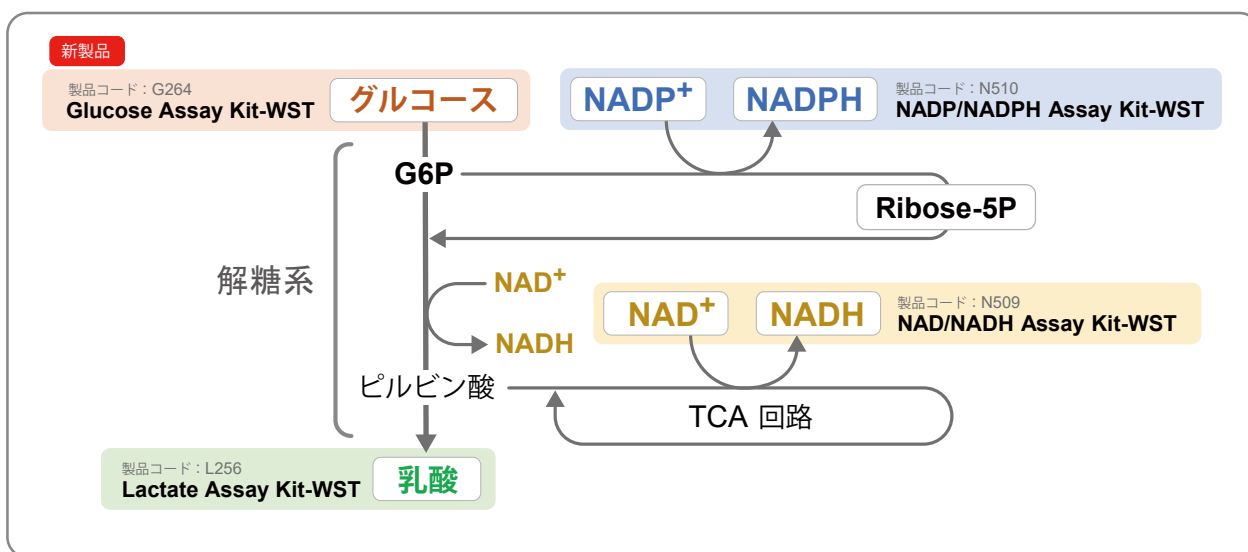 新製品
製品コード：G264
Glucose Assay Kit-WST
グルコース
NADP⁺
NADPH
製品コード：N510
NADP/NADPH Assay Kit-WST
G6P
Ribose-5P
解糖系
NAD⁺
NADH
NAD⁺
NADH
製品コード：N509
NAD/NADH Assay Kit-WST
ピルビン酸
TCA 回路
製品コード：L256
Lactate Assay Kit-WST
乳酸